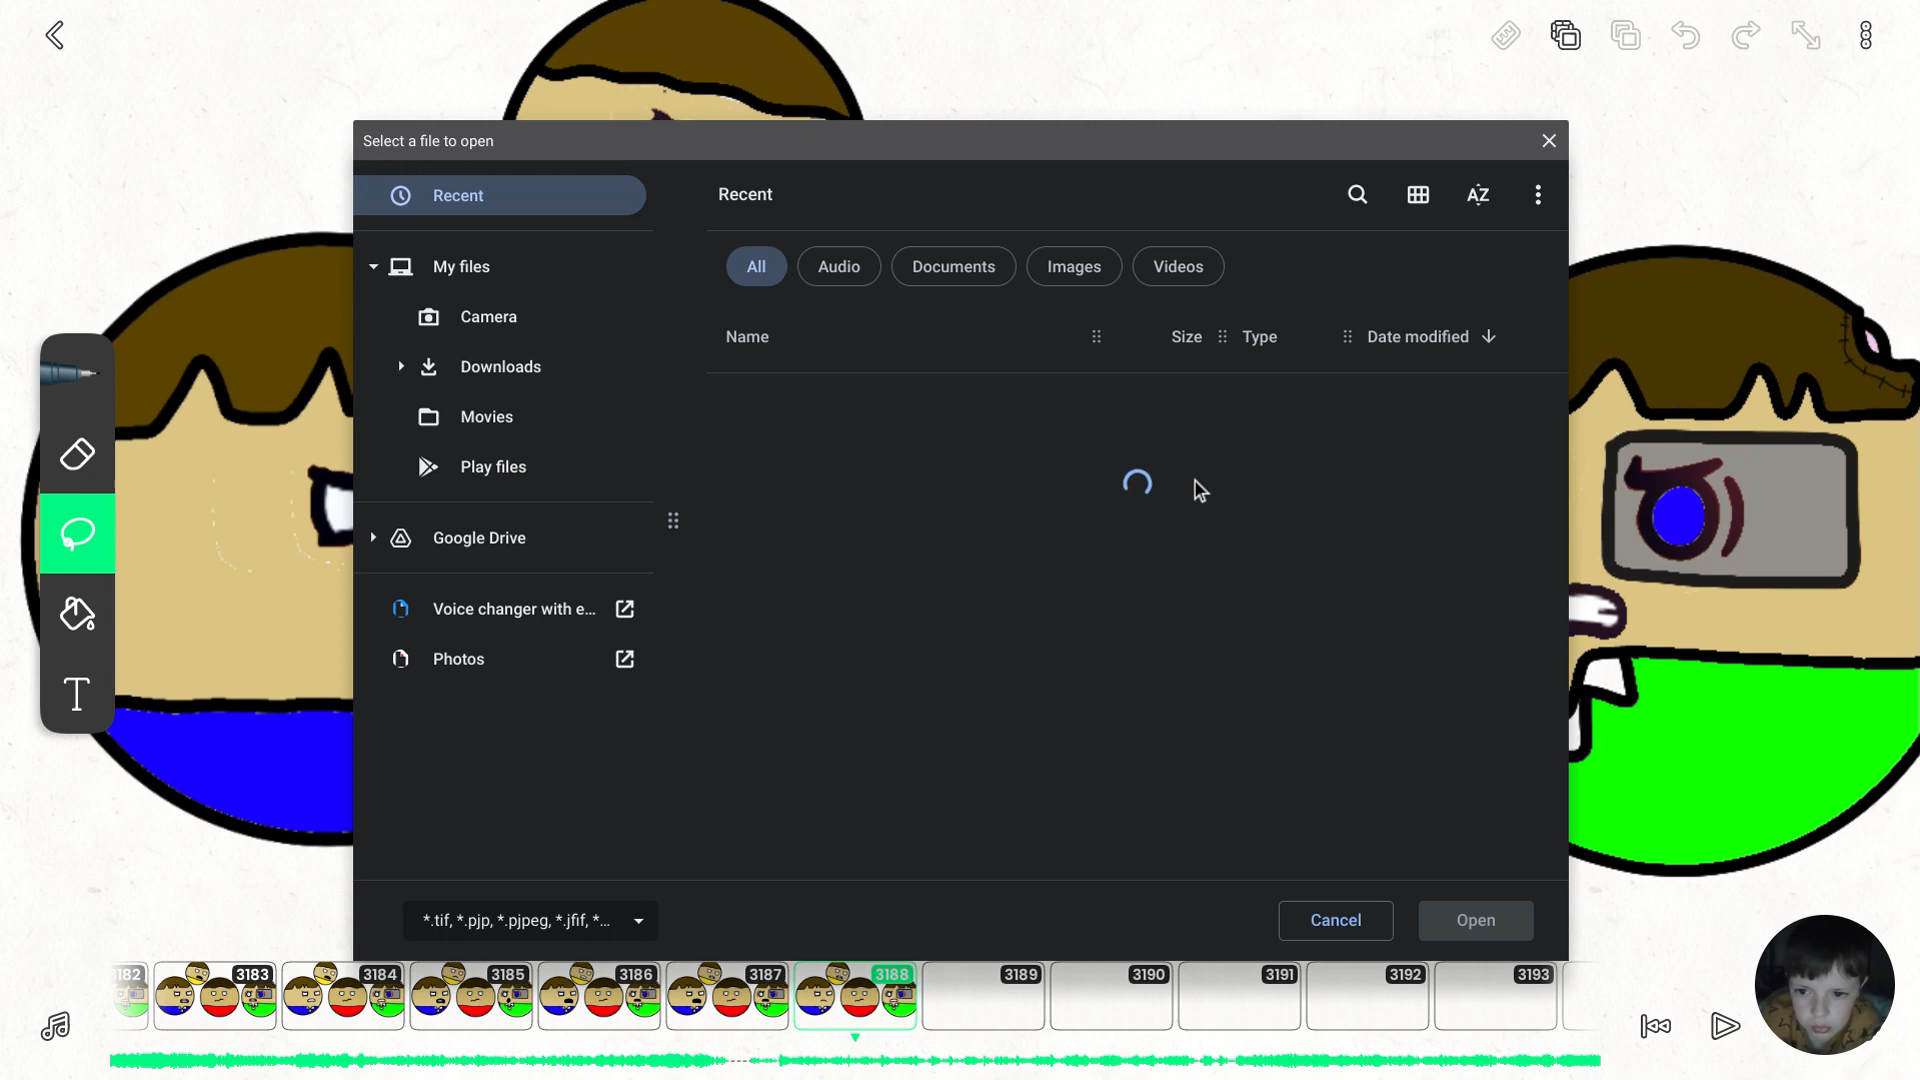 Select a file to open
Recent
Recent
AZ
My files
All
Audio
Documents
Images
Videos
Camera
Name
Size
Type
Date modified
Downloads
Movies
Play files
Google Drive
Voice changer with e...
Photos
T
*.tif, *.pjp, *.pjpeg, *.jfif, *...
Cancel
Open
3182
3183
3184
3185
3186
3187
3188
3189
3190
3191
3192
3193